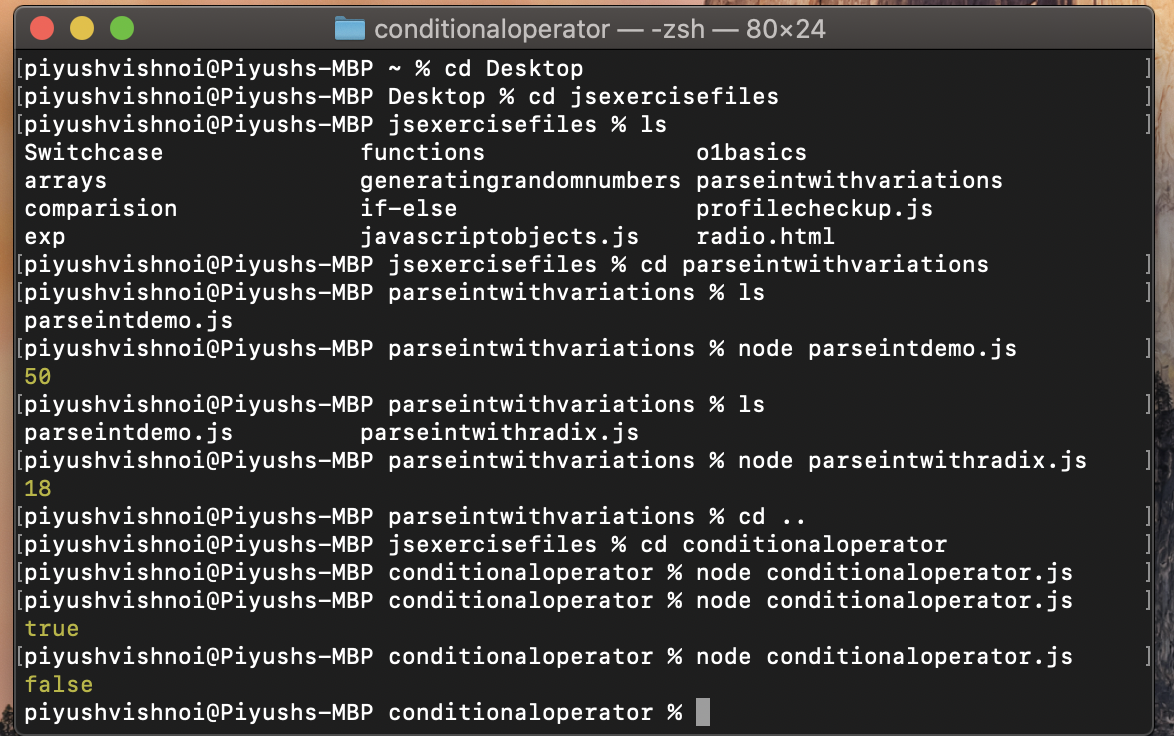 conditionaloperator — -zsh — 80×24
[piyushvishnoi@Piyushs-MBP ~ % cd Desktop ]
[piyushvishnoi@Piyushs-MBP Desktop % cd jsexercisefiles ]
[piyushvishnoi@Piyushs-MBP jsexercisefiles % ls ]
Switchcase functions o1basics
arrays generatingrandomnumbers parseintwithvariations
comparision if-else profilecheckup.js
exp javascriptobjects.js radio.html
[piyushvishnoi@Piyushs-MBP jsexercisefiles % cd parseintwithvariations ]
[piyushvishnoi@Piyushs-MBP parseintwithvariations % ls ]
parseintdemo.js
[piyushvishnoi@Piyushs-MBP parseintwithvariations % node parseintdemo.js ]
50
[piyushvishnoi@Piyushs-MBP parseintwithvariations % ls ]
parseintdemo.js parseintwithradix.js
[piyushvishnoi@Piyushs-MBP parseintwithvariations % node parseintwithradix.js ]
18
[piyushvishnoi@Piyushs-MBP parseintwithvariations % cd .. ]
[piyushvishnoi@Piyushs-MBP jsexercisefiles % cd conditionaloperator ]
[piyushvishnoi@Piyushs-MBP conditionaloperator % node conditionaloperator.js ]
[piyushvishnoi@Piyushs-MBP conditionaloperator % node conditionaloperator.js ]
true
[piyushvishnoi@Piyushs-MBP conditionaloperator % node conditionaloperator.js ]
false
piyushvishnoi@Piyushs-MBP conditionaloperator %